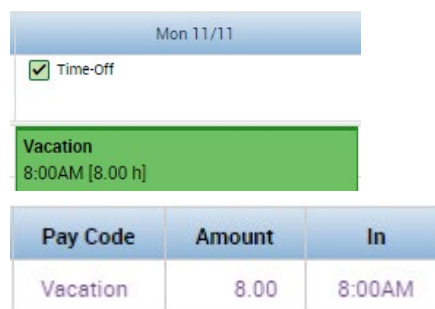 Mon 11/11
Time-Off
Vacation
8:00AM [8.00 h]
Pay Code Amount In
Vacation 8.00 8:00AM